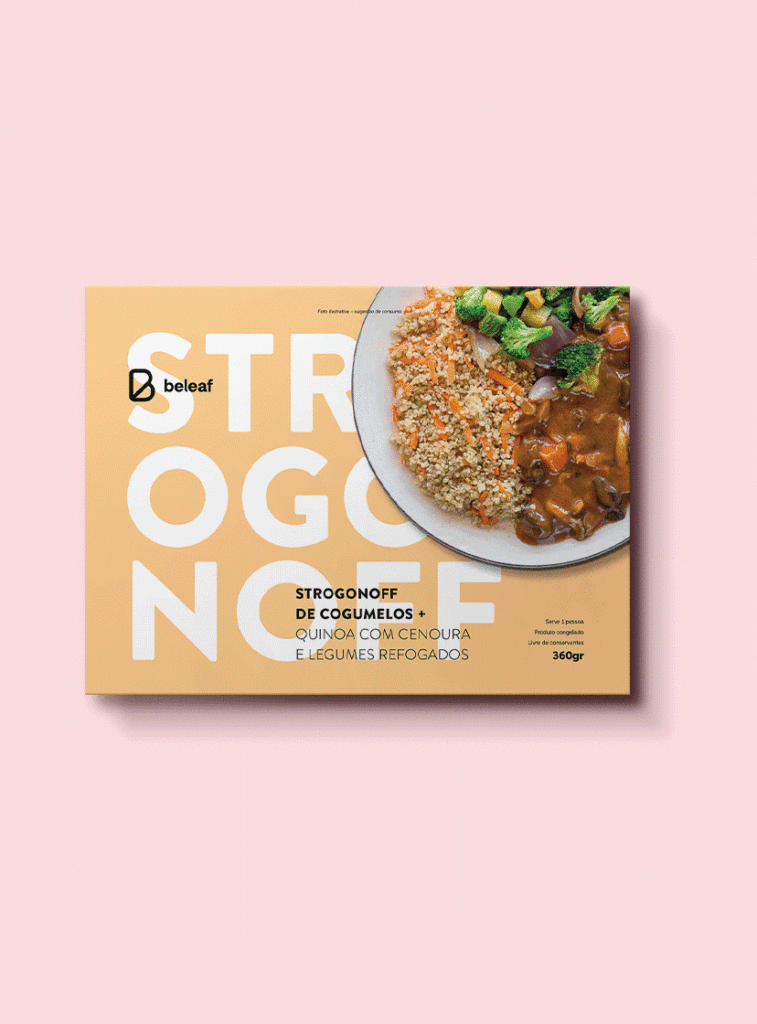 Foto ilustrativa – sugestão de consumo
STR
OGO
NOFF
beleaf
STROGONOFF
DE COGUMELOS +
QUINOA COM CENOURA
E LEGUMES REFOGADOS
Serve 1 pessoa
Produto congelado
Livre de conservantes
360gr